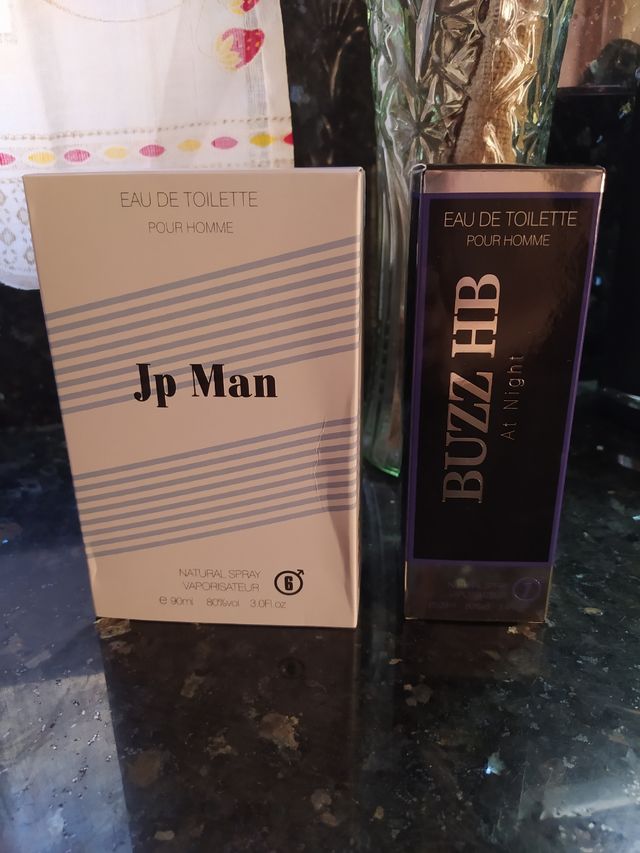 EAU DE TOILETTE
POUR HOMME
Jp Man
NATURAL SPRAY
VAPORISATEUR
6
℮ 90ml 80%vol 3.0Fl.oz
EAU DE TOILETTE
POUR HOMME
BUZZ HB
At Night
7